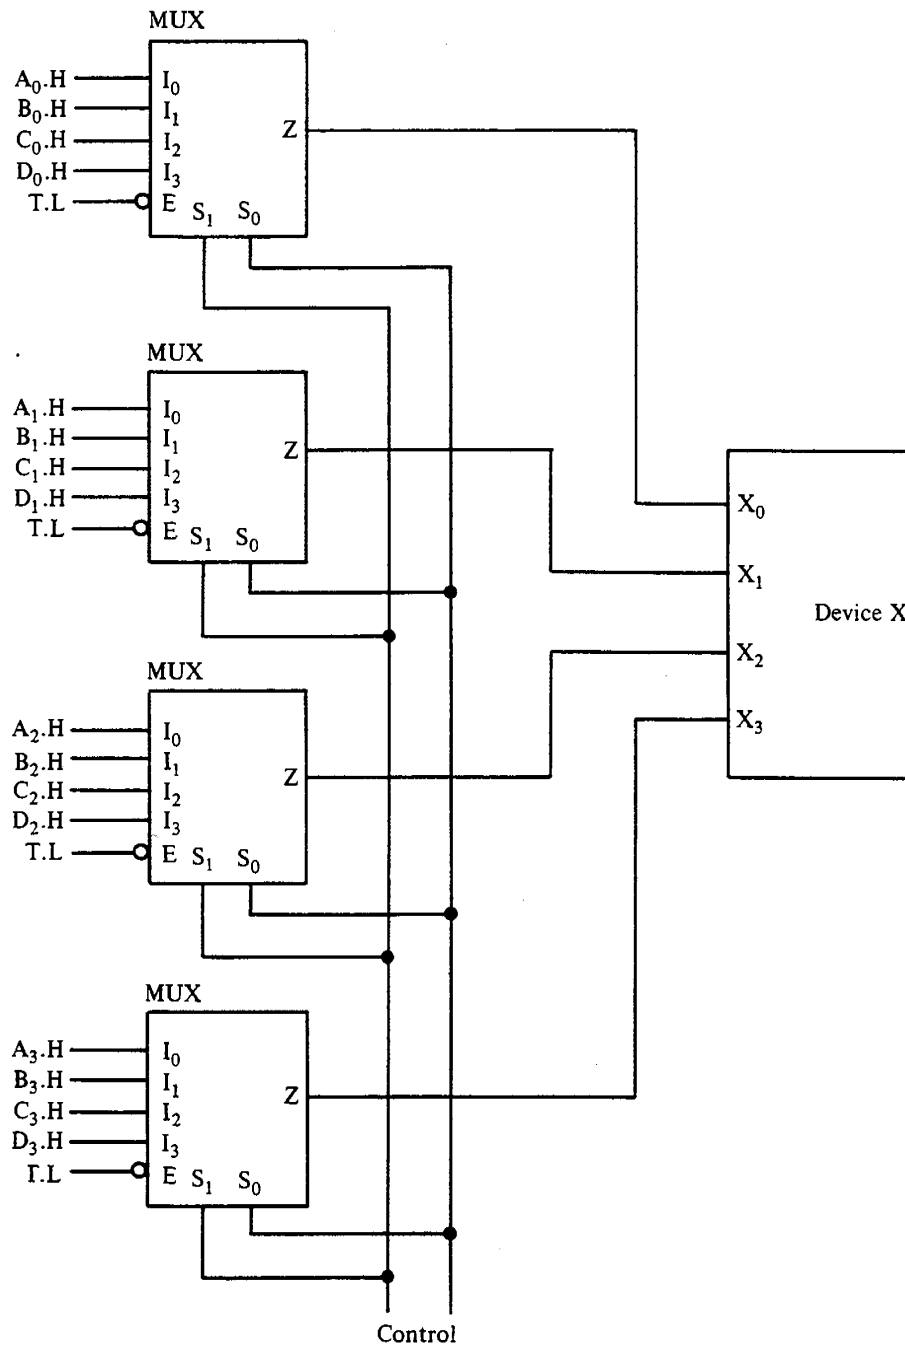 MUX
A₀.H I₀
B₀.H I₁
Z
C₀.H I₂
D₀.H I₃
T.L E S₁ S₀
MUX
A₁.H I₀
B₁.H I₁
Z
C₁.H I₂
D₁.H I₃
T.L E S₁ S₀
MUX
A₂.H I₀
B₂.H I₁
Z
C₂.H I₂
D₂.H I₃
T.L E S₁ S₀
MUX
A₃.H I₀
B₃.H I₁
Z
C₃.H I₂
D₃.H I₃
T.L E S₁ S₀
Control
X₀
X₁
Device X
X₂
X₃